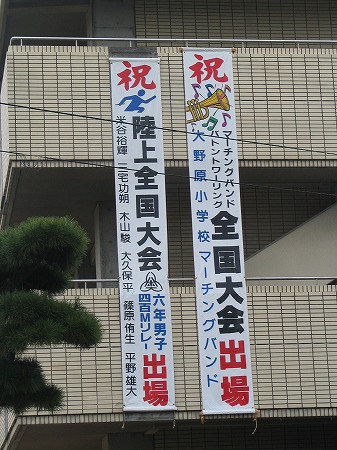 祝
マーチングバンド
バトントワーリング
全国大会出場
大野原小学校マーチングバンド
祝
陸上全国大会
六年男子
四百Mリレー
出場
米谷裕輝 二宅功朔 木山駿 大久保平 篠原侑生 平野雄大